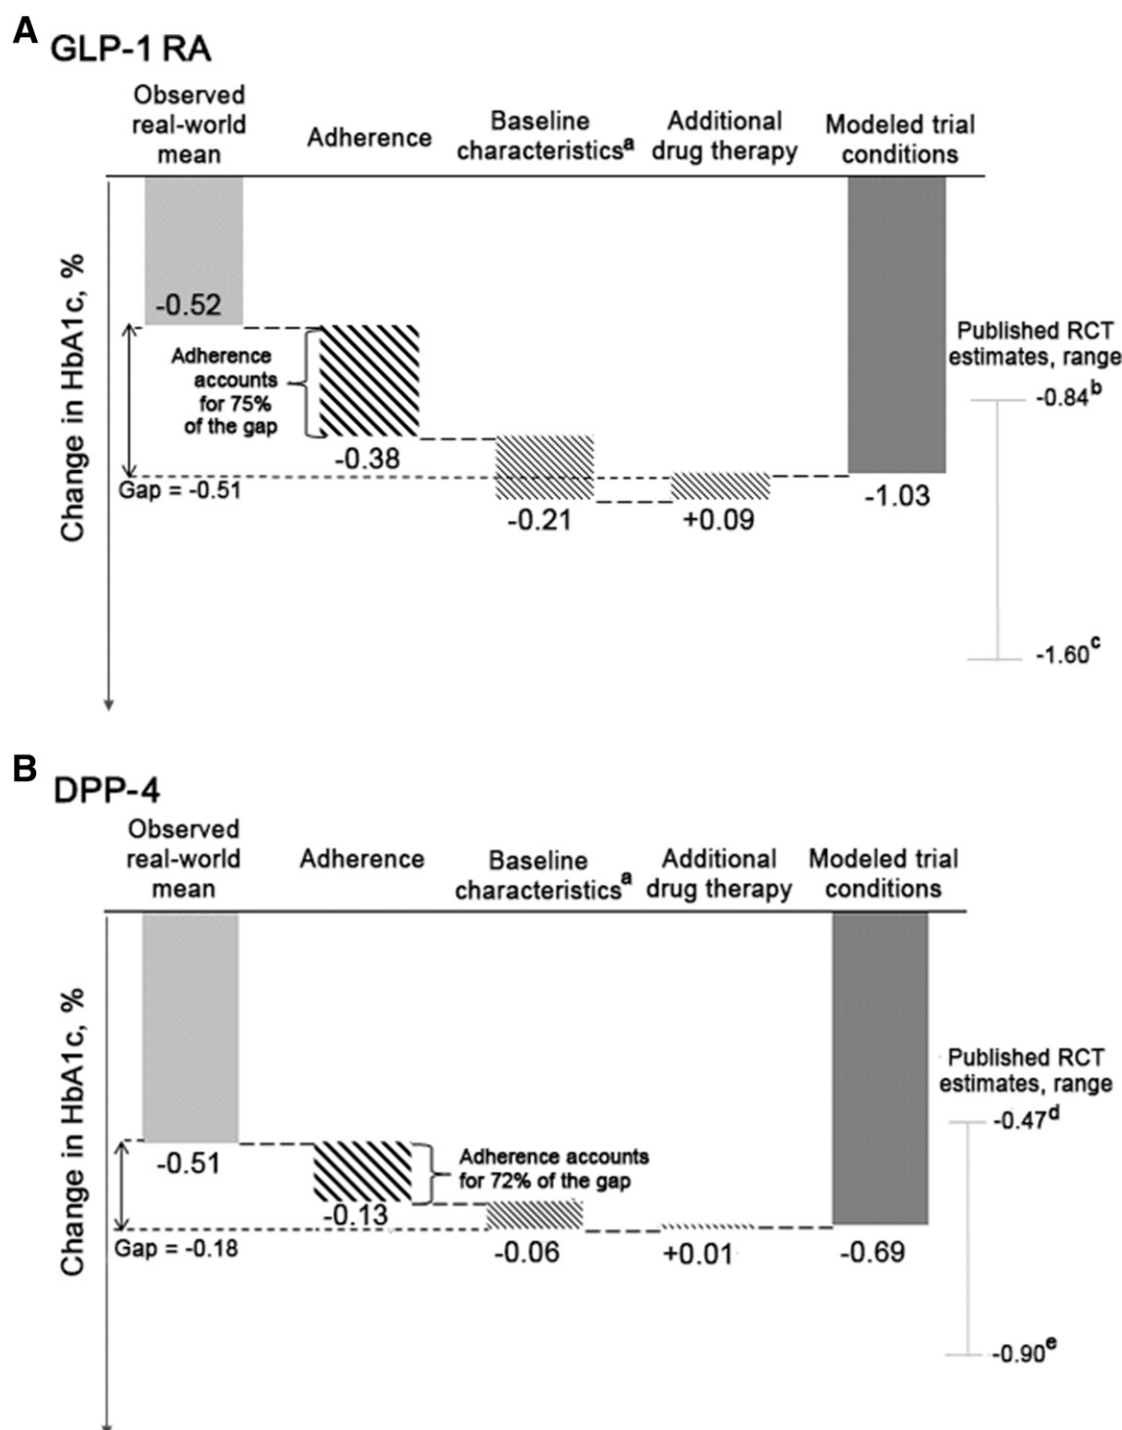 A
GLP-1 RA
Observed
real-world
mean
Adherence
Baseline
characteristicsᵃ
Additional
drug therapy
Modeled trial
conditions
Change in HbA1c, %
-0.52
Adherence
accounts
for 75%
of the gap
-0.38
Gap = -0.51
-0.21
+0.09
-1.03
Published RCT
estimates, range
-0.84ᵇ
-1.60ᶜ
B
DPP-4
Observed
real-world
mean
Adherence
Baseline
characteristicsᵃ
Additional
drug therapy
Modeled trial
conditions
Change in HbA1c, %
-0.51
Adherence accounts
for 72% of the gap
-0.13
Gap = -0.18
-0.06
+0.01
-0.69
Published RCT
estimates, range
-0.47ᵈ
-0.90ᵉ